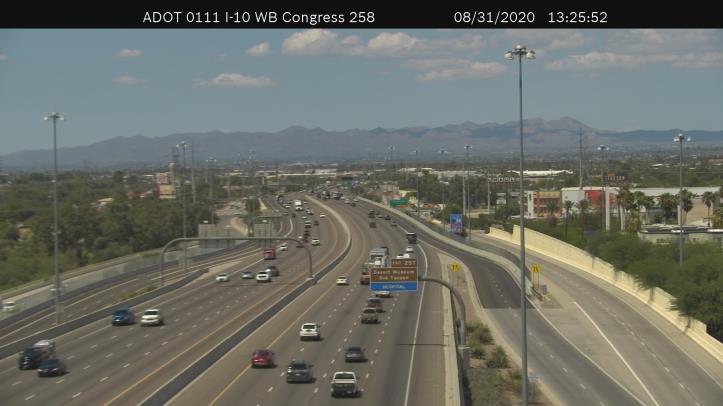 ADOT 0111 I-10 WB Congress 258 08/31/2020 13:25:52
EXIT 257
Desert Museum
Old Tucson
HOSPITAL